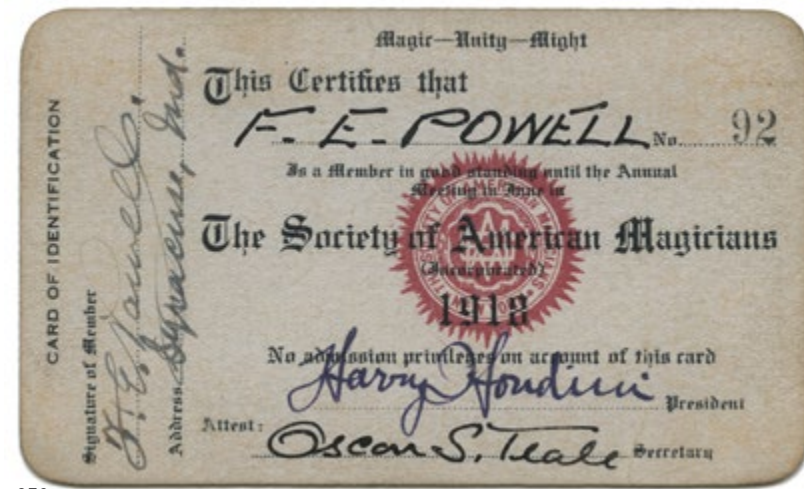 Magic—Unity—Might
This Certifies that
F. E. POWELL No. 92
Is a Member in good standing until the Annual
Meeting in June in
The Society of American Magicians
(Incorporated)
1918
No admission privileges on account of this card
Harry Houdini President
Attest: Oscar S. Teale Secretary
CARD OF IDENTIFICATION
Signature of Member F. E. Powell.
Address Syracuse, Ind.